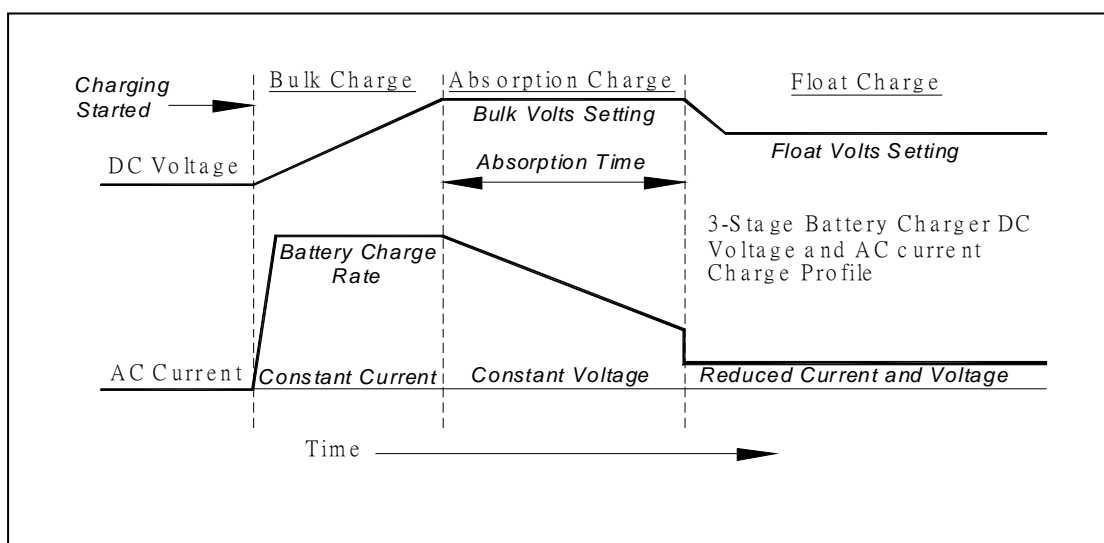 Charging
Started
Bulk Charge
Absorption Charge
Float Charge
Bulk Volts Setting
DC Voltage
Absorption Time
Float Volts Setting
Battery Charge
Rate
3-Stage Battery Charger DC
Voltage and AC current
Charge Profile
AC Current
Constant Current
Constant Voltage
Reduced Current and Voltage
Time